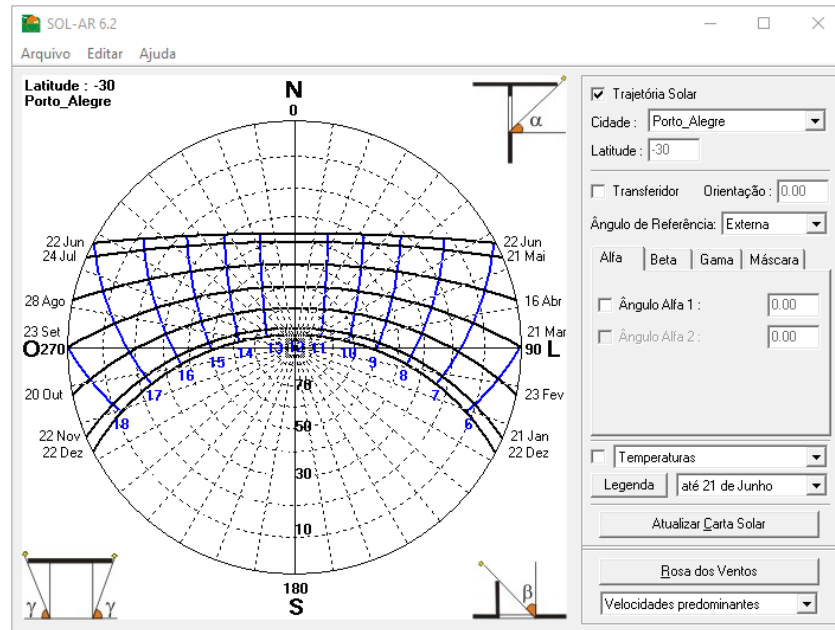 SOL-AR 6.2
Arquivo Editar Ajuda
Latitude : -30
Porto_Alegre
N
0
α
22 Jun
24 Jul
28 Ago
23 Set
O 270
20 Out
22 Nov
22 Dez
22 Jun
21 Mai
16 Abr
21 Mar
90 L
23 Fev
21 Jan
22 Dez
18 17 16 15 14 13 12 11 10 9 8 7 6
70
50
30
10
180
S
γ γ
β
Trajetória Solar
Cidade : Porto_Alegre
Latitude : -30
Transferidor Orientação : 0.00
Ângulo de Referência: Externa
Alfa Beta Gama Máscara
Ângulo Alfa 1 : 0.00
Ângulo Alfa 2 : 0.00
Temperaturas
Legenda até 21 de Junho
Atualizar Carta Solar
Rosa dos Ventos
Velocidades predominantes